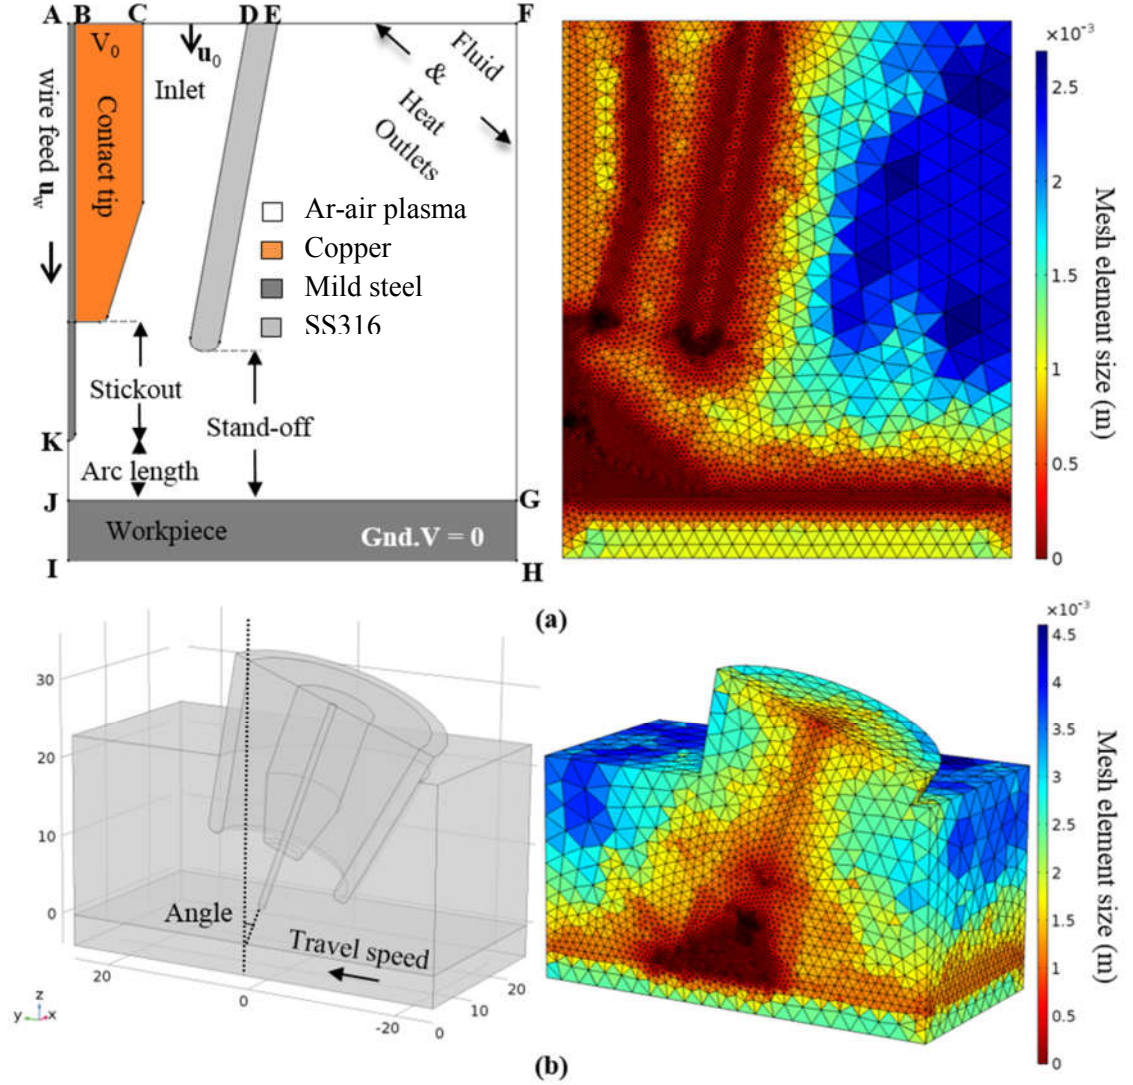 A B C D E F
V0
u0
Inlet
wire feed uw
Contact tip
Fluid
&
Heat
Outlets
Ar-air plasma
Copper
Mild steel
SS316
Stickout
Stand-off
K
Arc length
J
G
Workpiece
Gnd.V = 0
I
H
×10⁻³
2.5
2
1.5
1
0.5
0
Mesh element size (m)
(a)
30
20
10
0
Angle
Travel speed
20
0
-20
0
10
20
z
y
x
×10⁻³
4.5
4
3.5
3
2.5
2
1.5
1
0.5
0
Mesh element size (m)
(b)